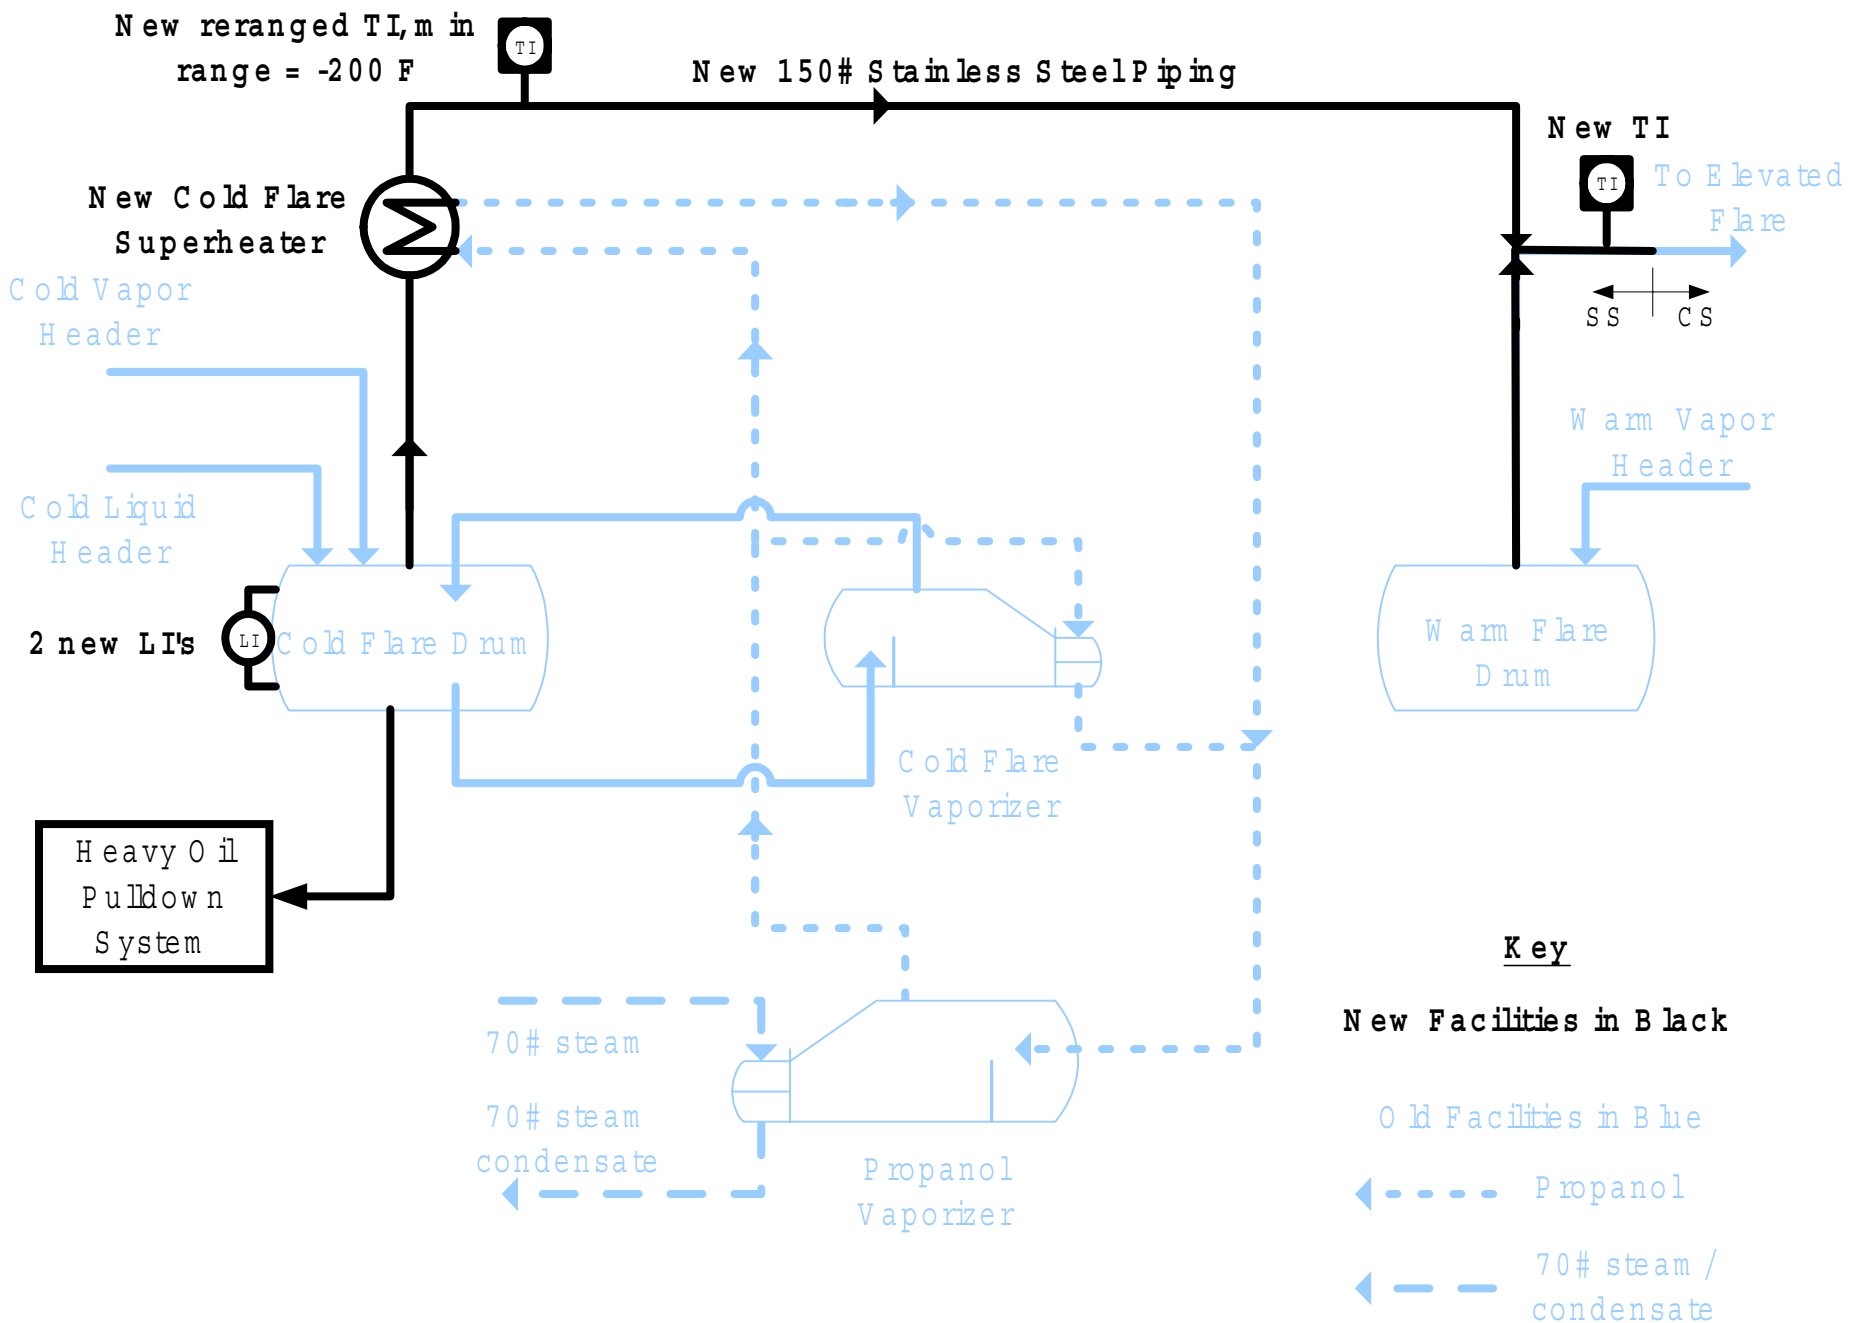 New reranged TI, min
range = -200 F
TI
New 150# Stainless Steel Piping
New TI
TI
To Elevated
Flare
New Cold Flare
Superheater
Cold Vapor
Header
SS
CS
Warm Vapor
Header
Cold Liquid
Header
2 new LI's
LI
Cold Flare Drum
Warm Flare
Drum
Cold Flare
Vaporizer
Heavy Oil
Pulldown
System
Key
New Facilities in Black
70# steam
70# steam
condensate
Old Facilities in Blue
Propanol
Vaporizer
Propanol
70# steam /
condensate